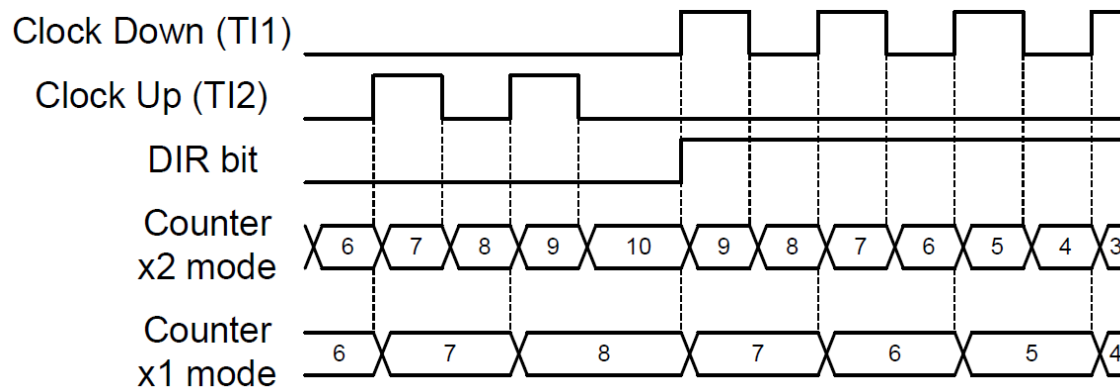 Clock Down (TI1)
Clock Up (TI2)
DIR bit
Counter
x2 mode
6 7 8 9 10 9 8 7 6 5 4 3
Counter
x1 mode
6 7 8 7 6 5 4